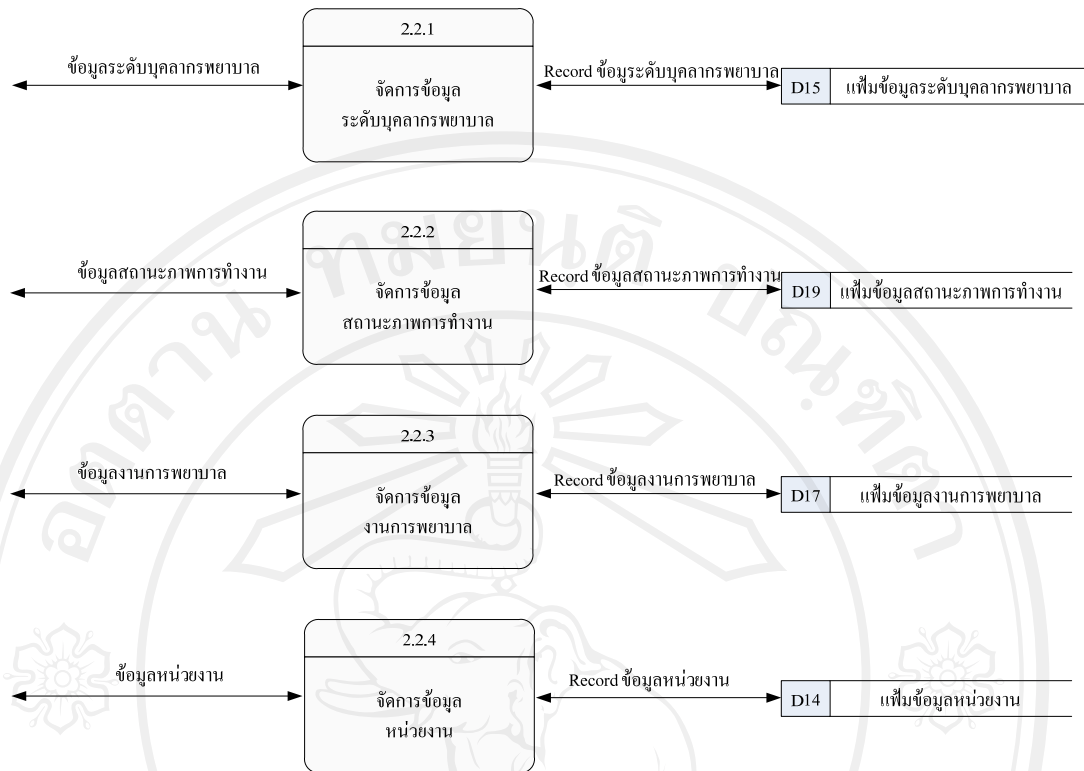 2.2.1
ข้อมูลระดับบุคลากรพยาบาล
จัดการข้อมูล
ระดับบุคลากรพยาบาล
Record ข้อมูระดับบุคลากรพยาบาล
D15 แฟ้มข้อมูลระดับบุคลากรพยาบาล
2.2.2
ข้อมูลสถานะภาพการทำงาน
จัดการข้อมูล
สถานะภาพการทำงาน
Record ข้อมูลสถานะภาพการทำงาน
D19 แฟ้มข้อมูลสถานะภาพการทำงาน
2.2.3
ข้อมูลงานการพยาบาล
จัดการข้อมูล
งานการพยาบาล
Record ข้อมูลงานการพยาบาล
D17 แฟ้มข้อมูลงานการพยาบาล
2.2.4
ข้อมูลหน่วยงาน
จัดการข้อมูล
หน่วยงาน
Record ข้อมูลหน่วยงาน
D14 แฟ้มข้อมูลหน่วยงาน
อตฺตานํ ทมยนฺติ ปณฺฑิตา